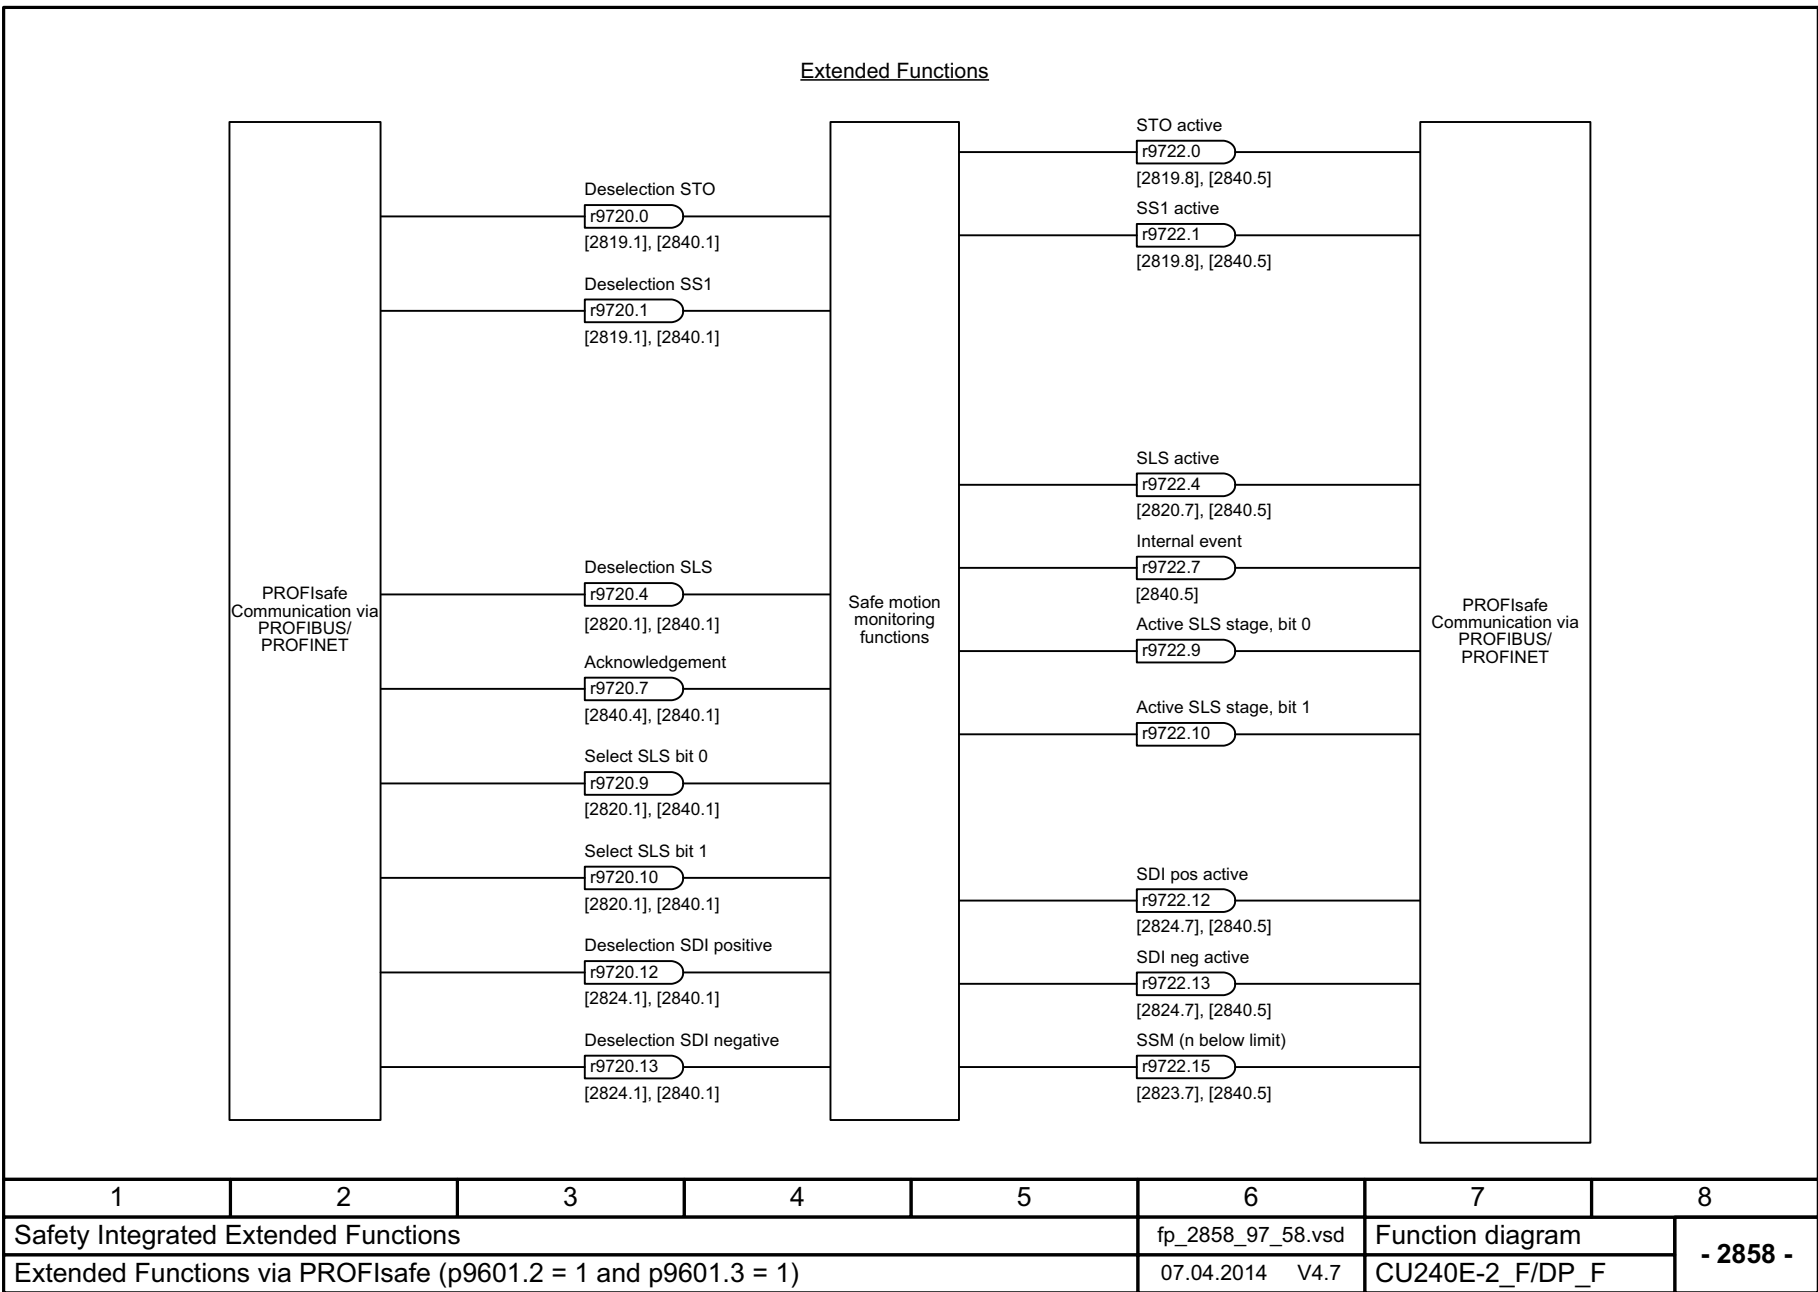 Extended Functions
PROFIsafe
Communication via
PROFIBUS/
PROFINET
Deselection STO
r9720.0
[2819.1], [2840.1]
Deselection SS1
r9720.1
[2819.1], [2840.1]
Deselection SLS
r9720.4
[2820.1], [2840.1]
Acknowledgement
r9720.7
[2840.4], [2840.1]
Select SLS bit 0
r9720.9
[2820.1], [2840.1]
Select SLS bit 1
r9720.10
[2820.1], [2840.1]
Deselection SDI positive
r9720.12
[2824.1], [2840.1]
Deselection SDI negative
r9720.13
[2824.1], [2840.1]
Safe motion
monitoring
functions
STO active
r9722.0
[2819.8], [2840.5]
SS1 active
r9722.1
[2819.8], [2840.5]
SLS active
r9722.4
[2820.7], [2840.5]
Internal event
r9722.7
[2840.5]
Active SLS stage, bit 0
r9722.9
Active SLS stage, bit 1
r9722.10
SDI pos active
r9722.12
[2824.7], [2840.5]
SDI neg active
r9722.13
[2824.7], [2840.5]
SSM (n below limit)
r9722.15
[2823.7], [2840.5]
PROFIsafe
Communication via
PROFIBUS/
PROFINET
1 2 3 4 5 6 7 8
Safety Integrated Extended Functions
fp_2858_97_58.vsd
Function diagram
- 2858 -
Extended Functions via PROFIsafe (p9601.2 = 1 and p9601.3 = 1)
07.04.2014 V4.7
CU240E-2_F/DP_F